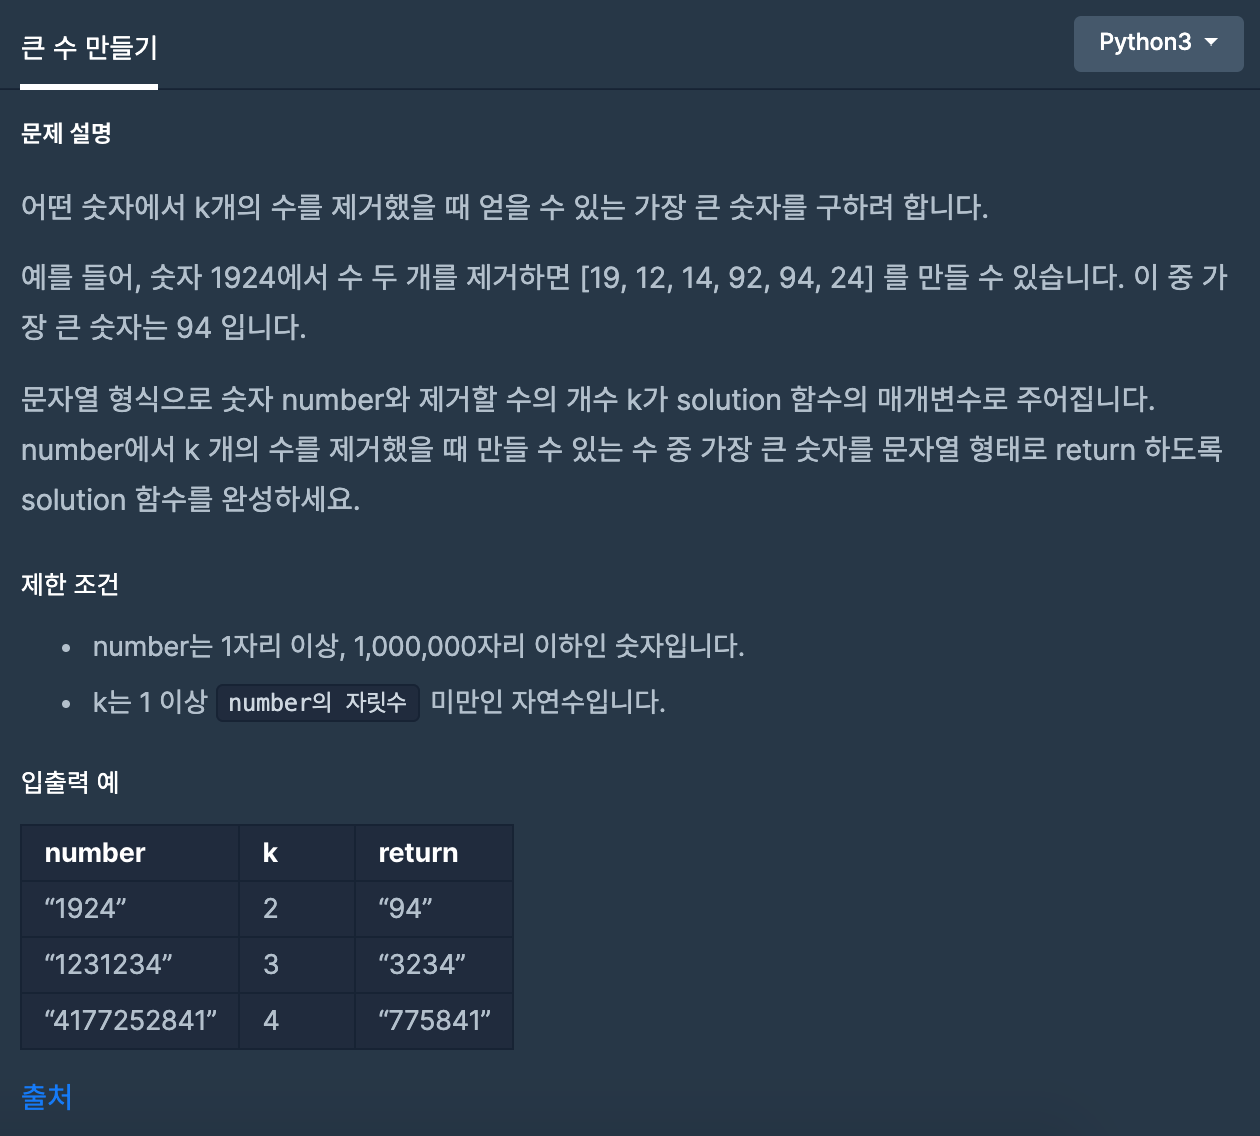 큰 수 만들기
Python3
문제 설명
어떤 숫자에서 k개의 수를 제거했을 때 얻을 수 있는 가장 큰 숫자를 구하려 합니다.
예를 들어, 숫자 1924에서 수 두 개를 제거하면 [19, 12, 14, 92, 94, 24] 를 만들 수 있습니다. 이 중 가
장 큰 숫자는 94 입니다.
문자열 형식으로 숫자 number와 제거할 수의 개수 k가 solution 함수의 매개변수로 주어집니다.
number에서 k 개의 수를 제거했을 때 만들 수 있는 수 중 가장 큰 숫자를 문자열 형태로 return 하도록
solution 함수를 완성하세요.
제한 조건
• number는 1자리 이상, 1,000,000자리 이하인 숫자입니다.
• k는 1 이상 number의 자릿수 미만인 자연수입니다.
입출력 예
number k return
“1924” 2 “94”
“1231234” 3 “3234”
“4177252841” 4 “775841”
출처